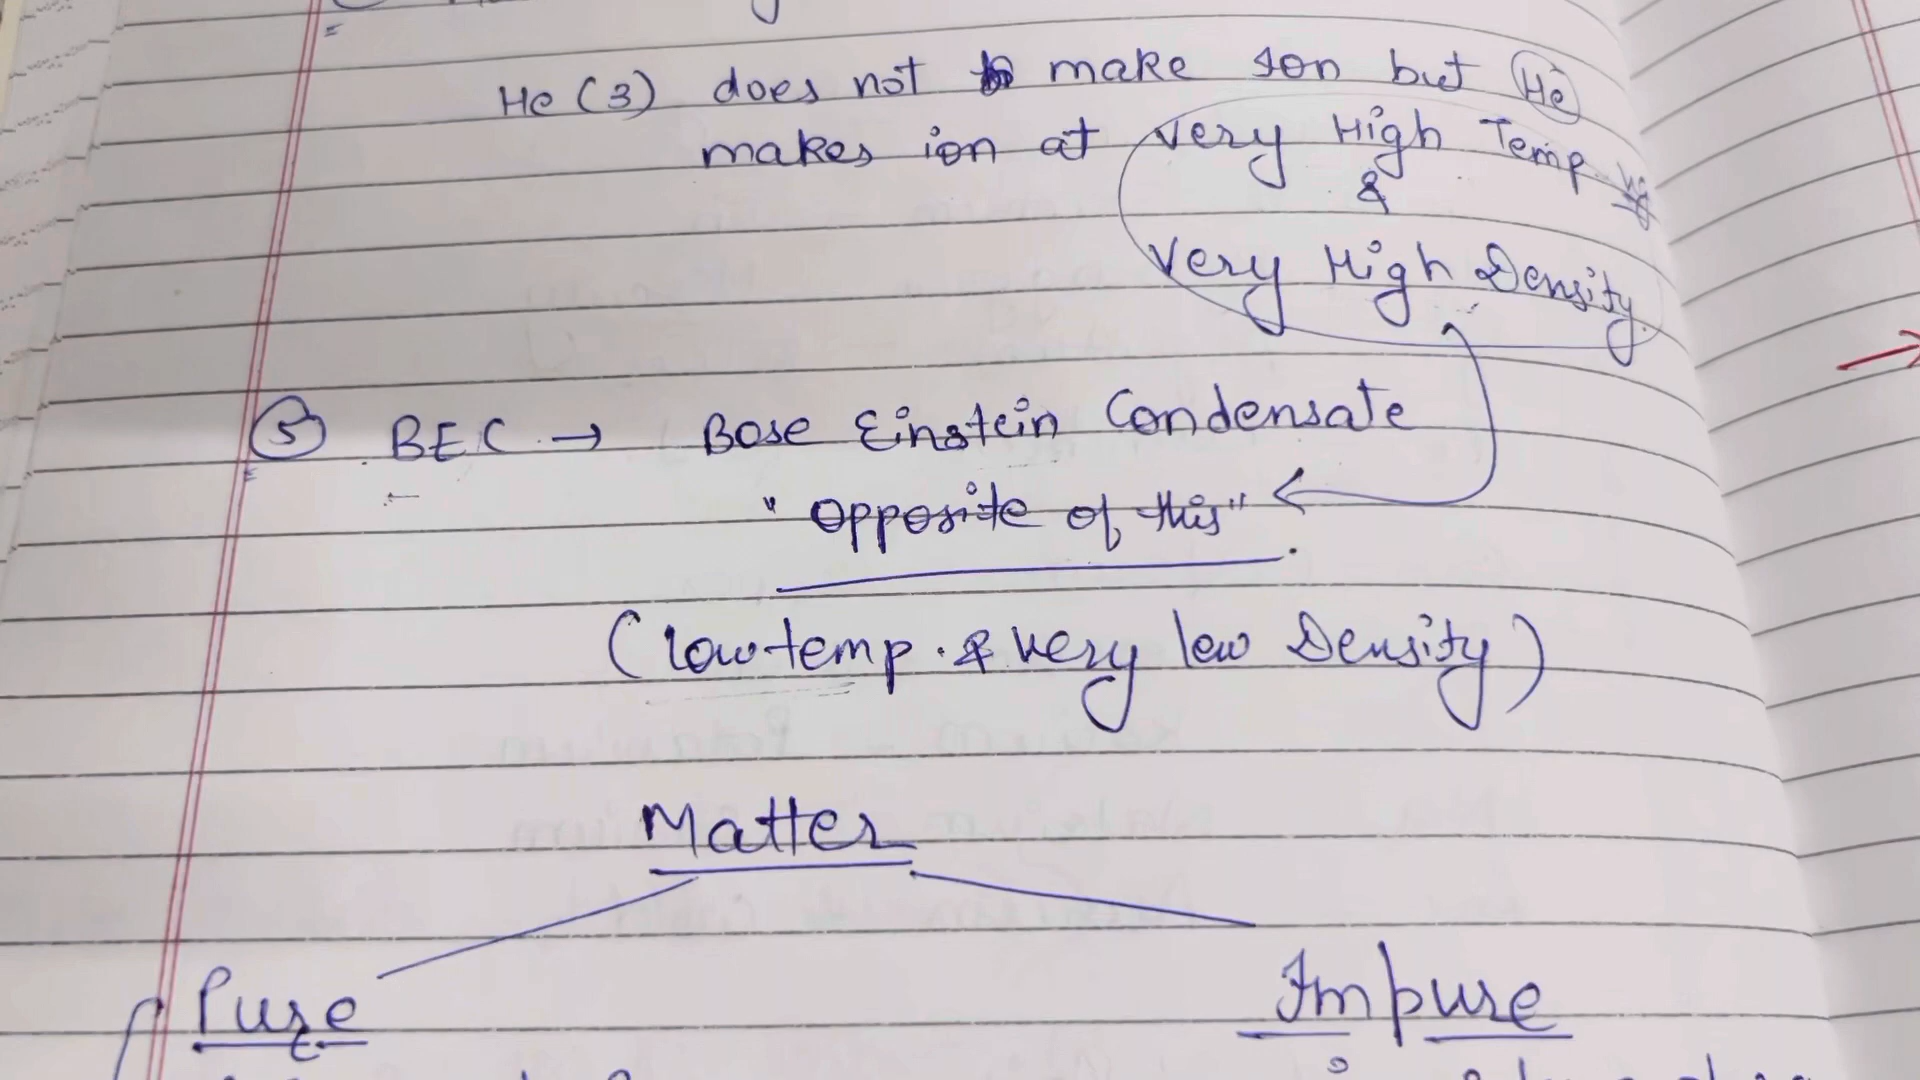 He (3) does not make Ion but He
makes ion at very High Temp
&
very High Density
5 BEC → Bose Einstein Condensate
"opposite of this"
(low temp. & very low Density)
Matter
Pure Impure